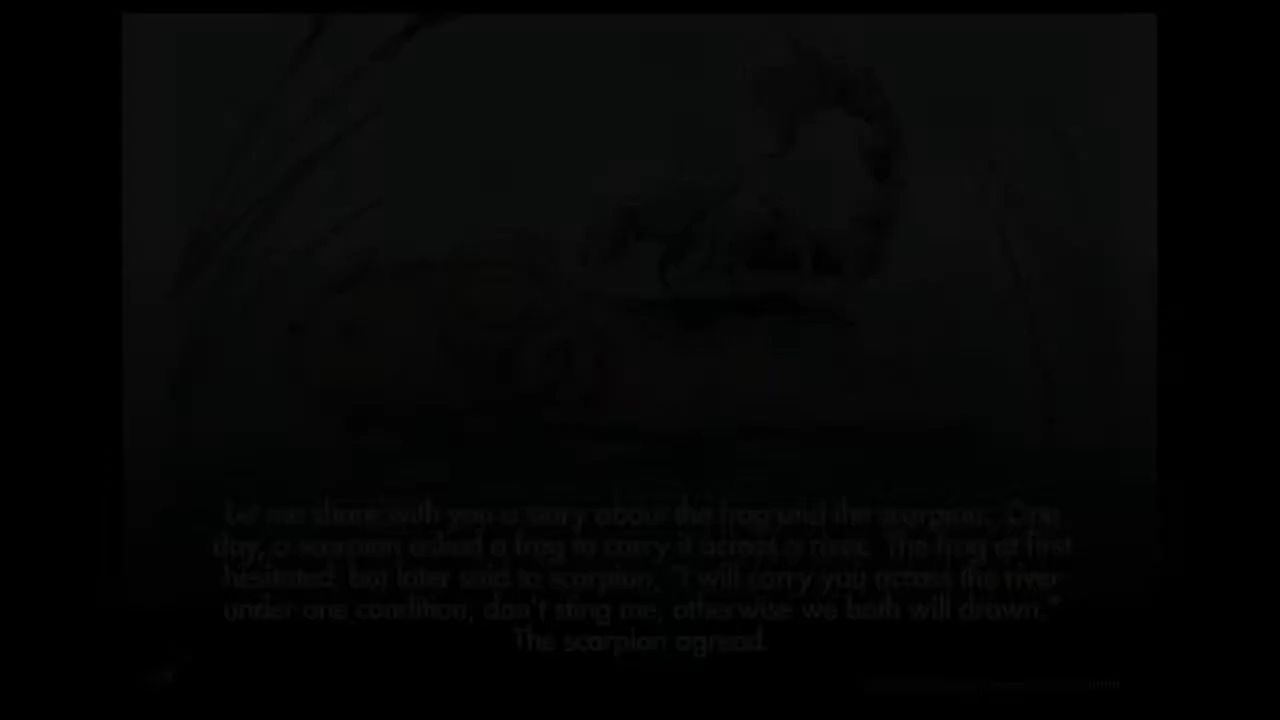 Let me share with you a story about the frog and the scorpion. One
day, a scorpion asked a frog to carry it across a river. The frog at first
hesitated, but later said to scorpion, "I will carry you across the river
under one condition, don't sting me, otherwise we both will drown."
The scorpion agreed.